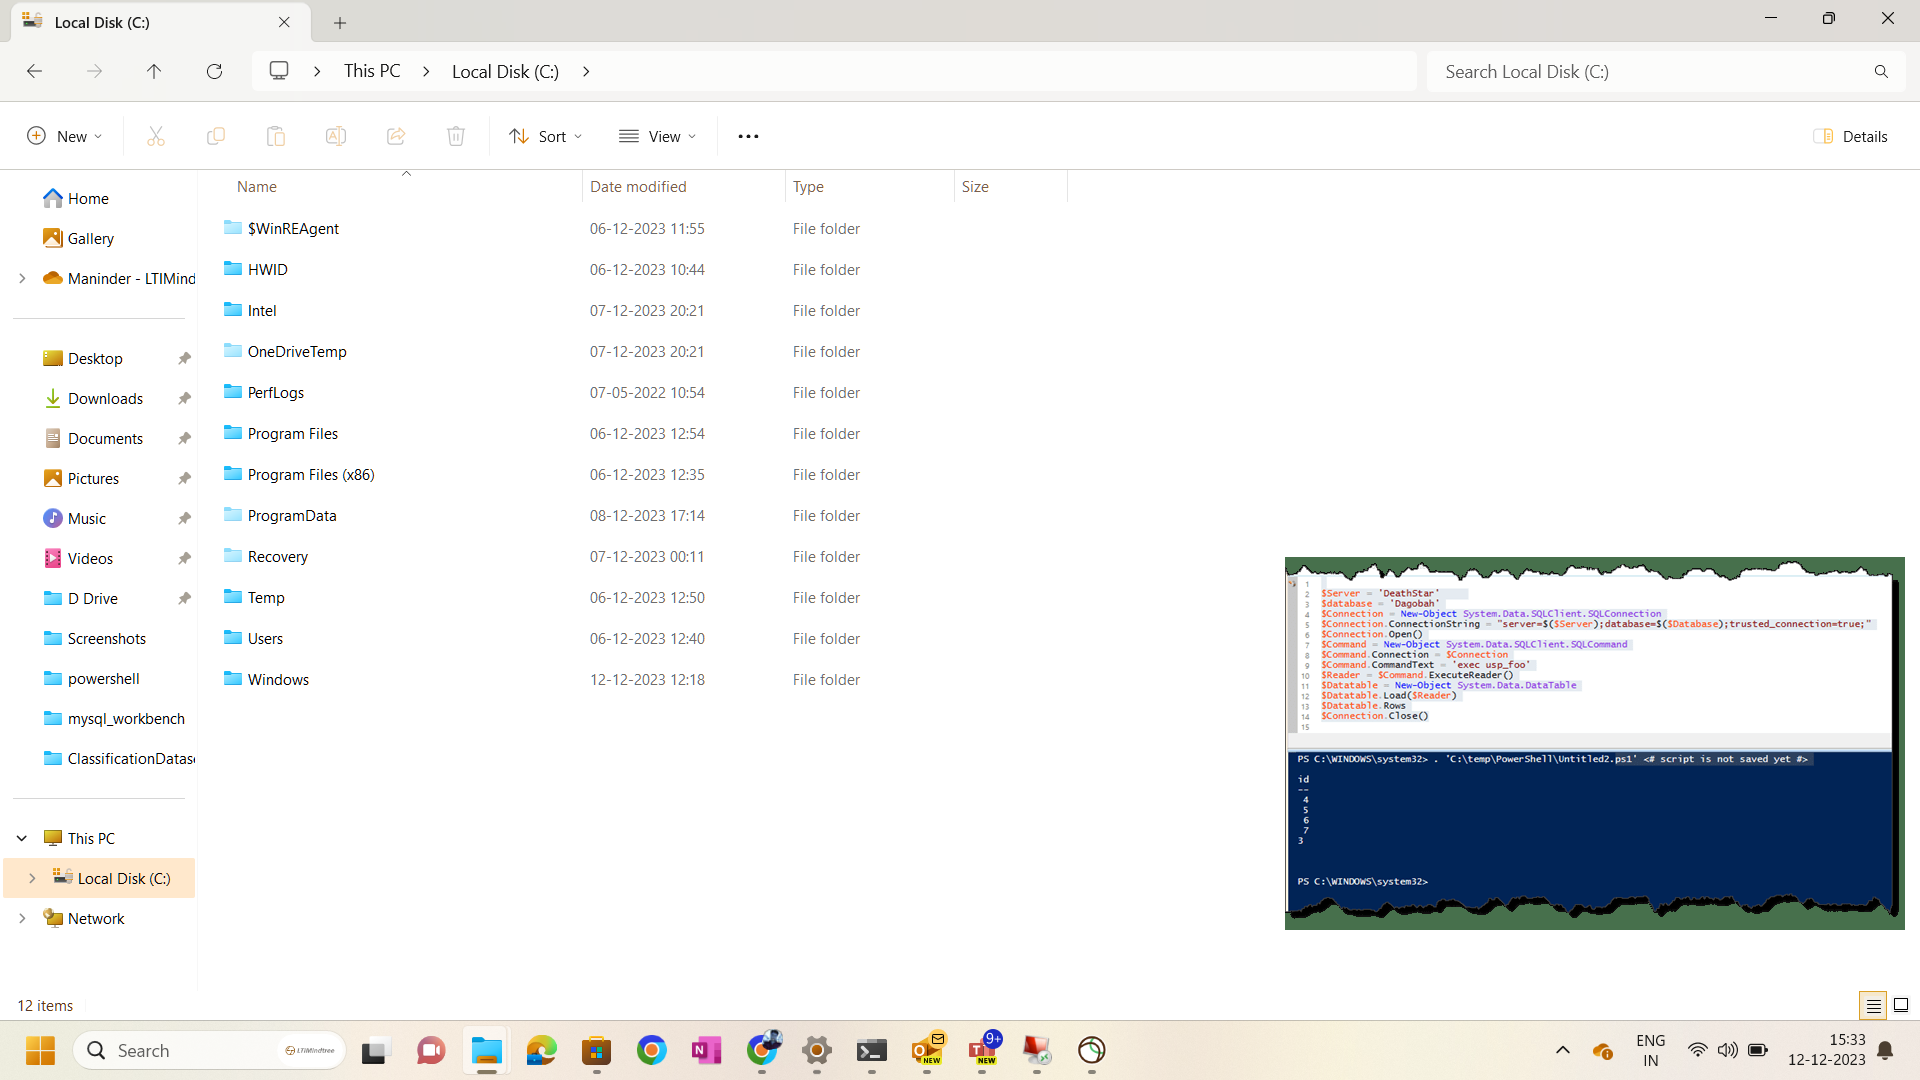 Local Disk (C:)
This PC
Local Disk (C:)
Search Local Disk (C:)
New
Sort
View
Details
Name Date modified Type Size
$WinREAgent 06-12-2023 11:55 File folder
HWID 06-12-2023 10:44 File folder
Intel 07-12-2023 20:21 File folder
OneDriveTemp 07-12-2023 20:21 File folder
PerfLogs 07-05-2022 10:54 File folder
Program Files 06-12-2023 12:54 File folder
Program Files (x86) 06-12-2023 12:35 File folder
ProgramData 08-12-2023 17:14 File folder
Recovery 07-12-2023 00:11 File folder
Temp 06-12-2023 12:50 File folder
Users 06-12-2023 12:40 File folder
Windows 12-12-2023 12:18 File folder
Home
Gallery
Maninder - LTIMind
Desktop
Downloads
Documents
Pictures
Music
Videos
D Drive
Screenshots
powershell
mysql_workbench
ClassificationDatas
This PC
Local Disk (C:)
Network
1
2 $Server = 'DeathStar'
3 $database = 'Dagobah'
4 $Connection = New-Object System.Data.SQLClient.SQLConnection
5 $Connection.ConnectionString = "server=$($Server);database=$($Database);trusted_connection=true;"
6 $Connection.Open()
7 $Command = New-Object System.Data.SQLClient.SQLCommand
8 $Command.Connection = $Connection
9 $Command.CommandText = 'exec usp_foo'
10 $Reader = $Command.ExecuteReader()
11 $Datatable = New-Object System.Data.DataTable
12 $Datatable.Load($Reader)
13 $Datatable.Rows
14 $Connection.Close()
15
PS C:\WINDOWS\system32> . 'C:\temp\PowerShell\Untitled2.ps1' <# script is not saved yet #>
id
--
4
5
6
7
3
PS C:\WINDOWS\system32>
12 items
Search
LTIMindtree
NEW
9+
NEW
ENG
IN
15:33
12-12-2023